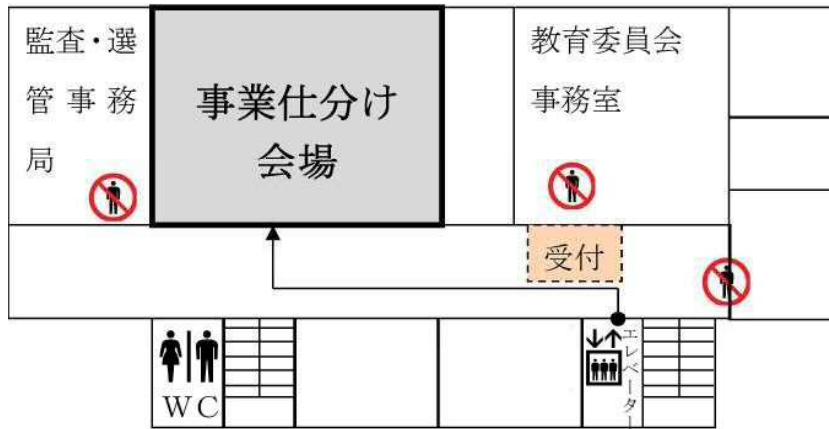 監査・選
管事務
局
事業仕分け
会場
教育委員会
事務室
受付
エレベーター
WC